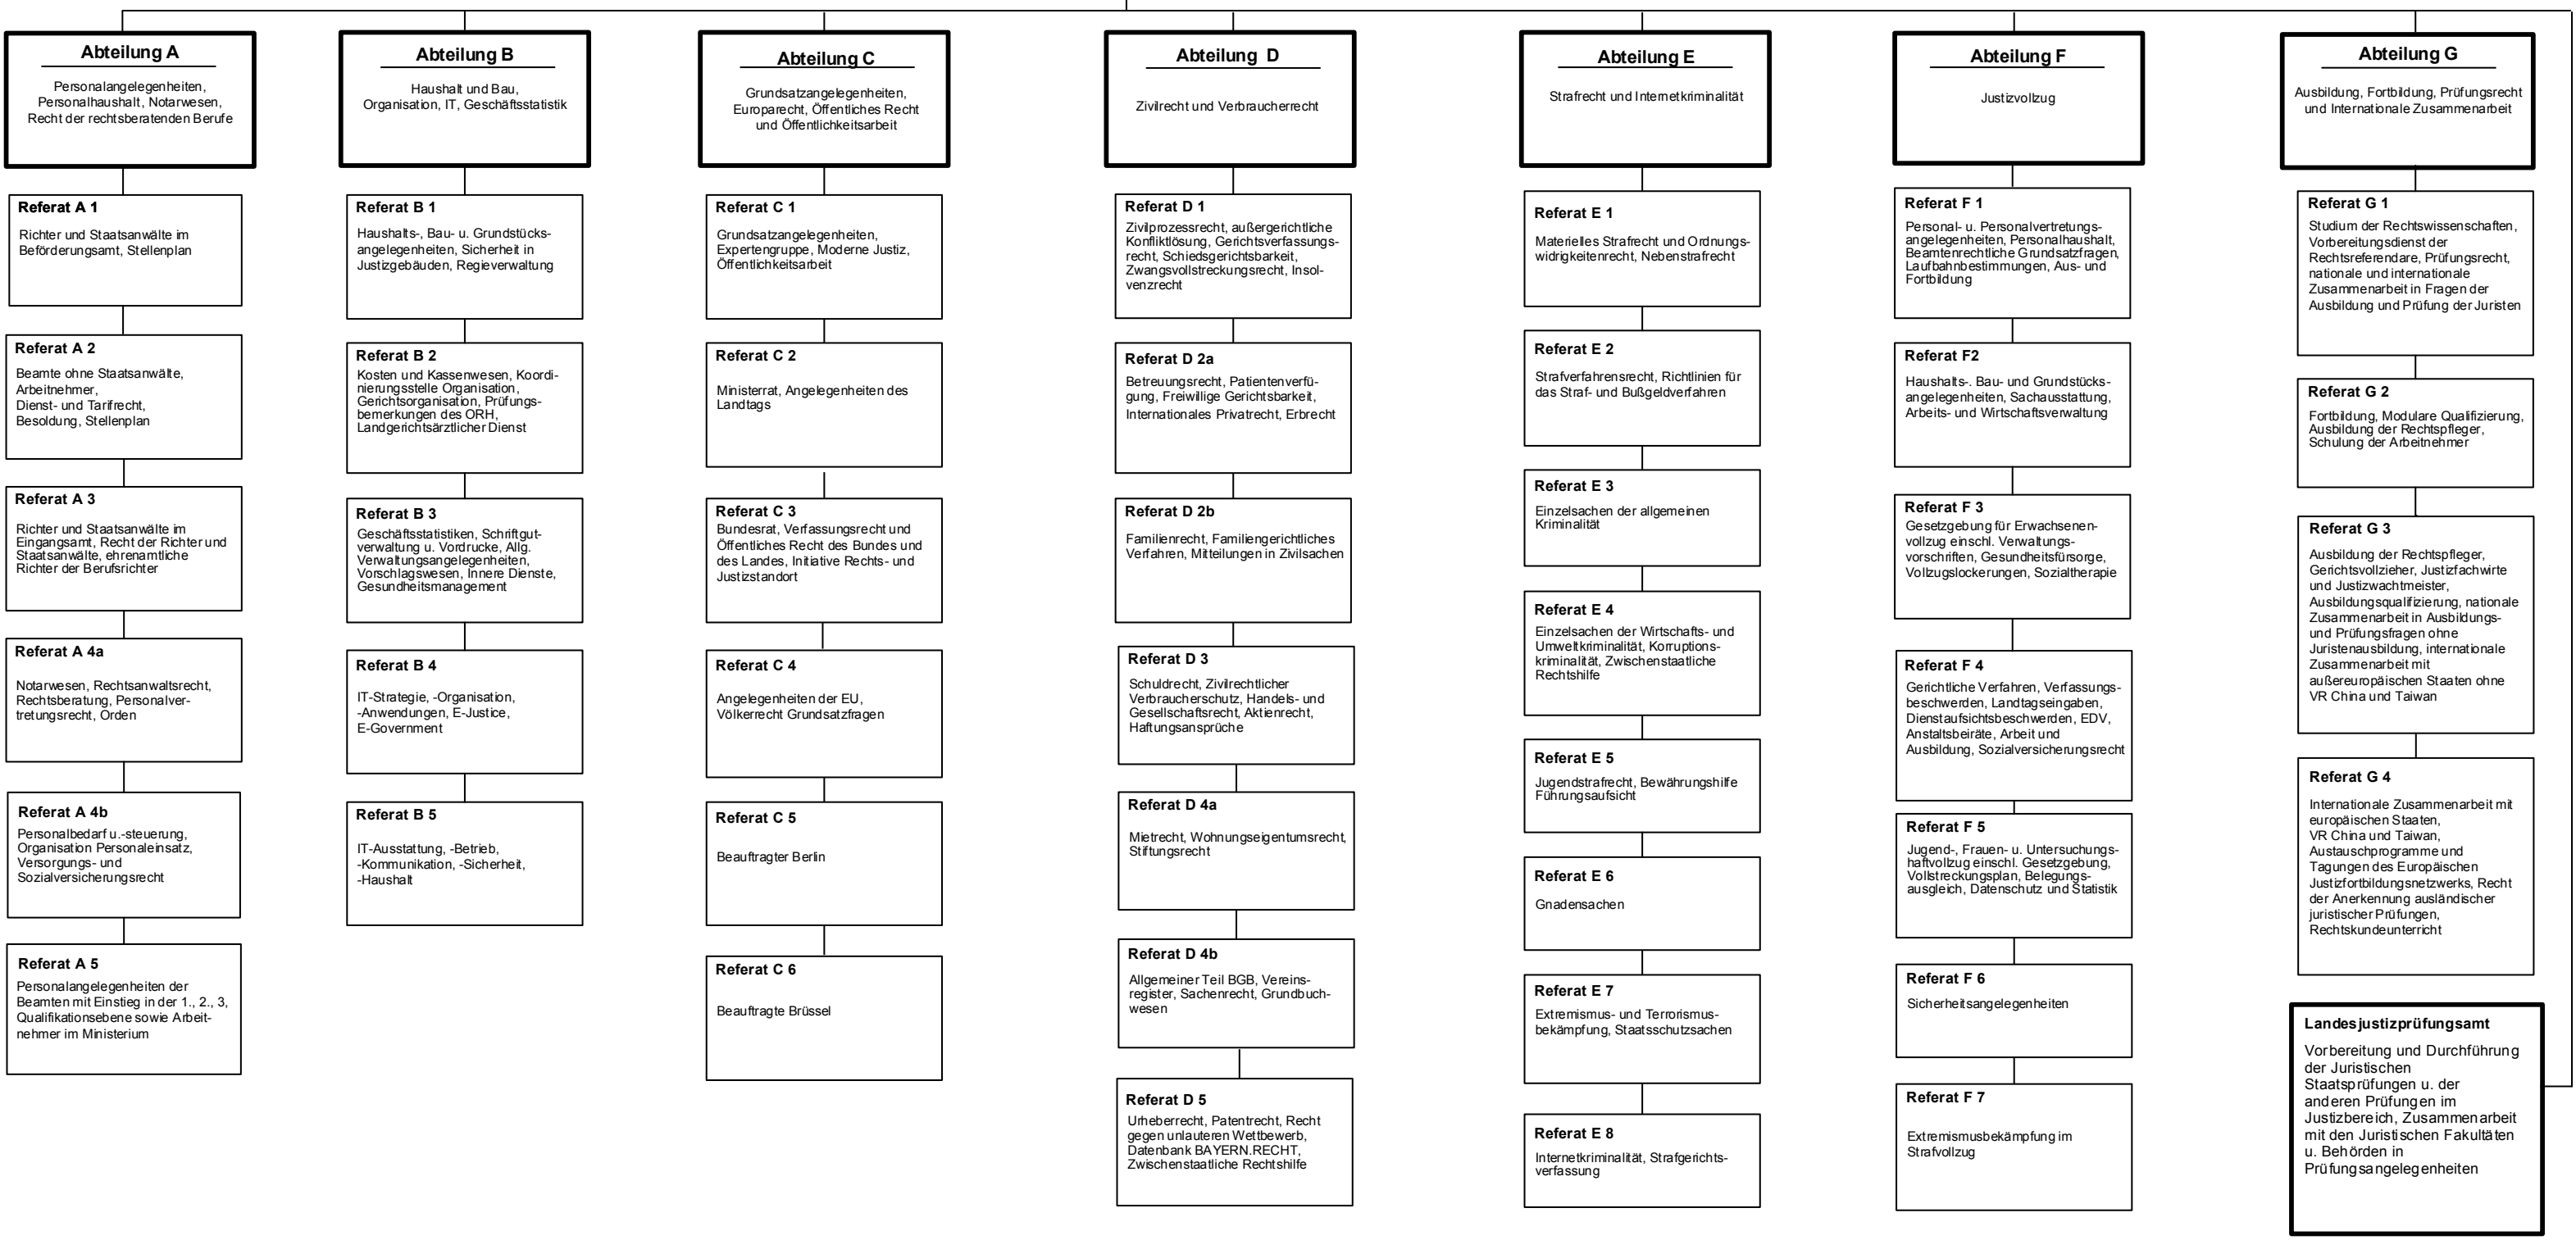 Abteilung A
Personalangelegenheiten,
Personalhaushalt, Notarwesen,
Recht der rechtsberatenden Berufe
Referat A 1
Richter und Staatsanwälte im
Beförderungsamt, Stellenplan
Referat A 2
Beamte ohne Staatsanwälte,
Arbeitnehmer,
Dienst- und Tarifrecht,
Besoldung, Stellenplan
Referat A 3
Richter und Staatsanwälte im
Eingangsamt, Recht der Richter und
Staatsanwälte, ehrenamtliche
Richter der Berufsrichter
Referat A 4a
Notarwesen, Rechtsanwaltsrecht,
Rechtsberatung, Personalver-
tretungsrecht, Orden
Referat A 4b
Personalbedarf u.-steuerung,
Organisation Personaleinsatz,
Versorgungs- und
Sozialversicherungsrecht
Referat A 5
Personalangelegenheiten der
Beamten mit Einstieg in der 1., 2., 3,
Qualifikationsebene sowie Arbeit-
nehmer im Ministerium
Abteilung B
Haushalt und Bau,
Organisation, IT, Geschäftsstatistik
Referat B 1
Haushalts-, Bau- u. Grundstücks-
angelegenheiten, Sicherheit in
Justizgebäuden, Regieverwaltung
Referat B 2
Kosten und Kassenwesen, Koordi-
nierungsstelle Organisation,
Gerichtsorganisation, Prüfungs-
bemerkungen des ORH,
Landgerichtsärztlicher Dienst
Referat B 3
Geschäftsstatistiken, Schriftgut-
verwaltung u. Vordrucke, Allg.
Verwaltungsangelegenheiten,
Vorschlagswesen, Innere Dienste,
Gesundheitsmanagement
Referat B 4
IT-Strategie, -Organisation,
-Anwendungen, E-Justice,
E-Government
Referat B 5
IT-Ausstattung, -Betrieb,
-Kommunikation, -Sicherheit,
-Haushalt
Abteilung C
Grundsatzangelegenheiten,
Europarecht, Öffentliches Recht
und Öffentlichkeitsarbeit
Referat C 1
Grundsatzangelegenheiten,
Expertengruppe, Moderne Justiz,
Öffentlichkeitsarbeit
Referat C 2
Ministerrat, Angelegenheiten des
Landtags
Referat C 3
Bundesrat, Verfassungsrecht und
Öffentliches Recht des Bundes und
des Landes, Initiative Rechts- und
Justizstandort
Referat C 4
Angelegenheiten der EU,
Völkerrecht Grundsatzfragen
Referat C 5
Beauftragter Berlin
Referat C 6
Beauftragte Brüssel
Abteilung D
Zivilrecht und Verbraucherrecht
Referat D 1
Zivilprozessrecht, außergerichtliche
Konfliktlösung, Gerichtsverfassungs-
recht, Schiedsgerichtsbarkeit,
Zwangsvollstreckungsrecht, Insol-
venzrecht
Referat D 2a
Betreuungsrecht, Patientenverfü-
gung, Freiwillige Gerichtsbarkeit,
Internationales Privatrecht, Erbrecht
Referat D 2b
Familienrecht, Familiengerichtliches
Verfahren, Mitteilungen in Zivilsachen
Referat D 3
Schuldrecht, Zivilrechtlicher
Verbraucherschutz, Handels- und
Gesellschaftsrecht, Aktienrecht,
Haftungsansprüche
Referat D 4a
Mietrecht, Wohnungseigentumsrecht,
Stiftungsrecht
Referat D 4b
Allgemeiner Teil BGB, Vereins-
register, Sachenrecht, Grundbuch-
wesen
Referat D 5
Urheberrecht, Patentrecht, Recht
gegen unlauteren Wettbewerb,
Datenbank BAYERN.RECHT,
Zwischenstaatliche Rechtshilfe
Abteilung E
Strafrecht und Internetkriminalität
Referat E 1
Materielles Strafrecht und Ordnungs-
widrigkeitenrecht, Nebenstrafrecht
Referat E 2
Strafverfahrensrecht, Richtlinien für
das Straf- und Bußgeldverfahren
Referat E 3
Einzelsachen der allgemeinen
Kriminalität
Referat E 4
Einzelsachen der Wirtschafts- und
Umweltkriminalität, Korruptions-
kriminalität, Zwischenstaatliche
Rechtshilfe
Referat E 5
Jugendstrafrecht, Bewährungshilfe
Führungsaufsicht
Referat E 6
Gnadensachen
Referat E 7
Extremismus- und Terrorismus-
bekämpfung, Staatsschutzsachen
Referat E 8
Internetkriminalität, Strafgerichts-
verfassung
Abteilung F
Justizvollzug
Referat F 1
Personal- u. Personalvertretungs-
angelegenheiten, Personalhaushalt,
Beamtenrechtliche Grundsatzfragen,
Laufbahnbestimmungen, Aus- und
Fortbildung
Referat F2
Haushalts-. Bau- und Grundstücks-
angelegenheiten, Sachausstattung,
Arbeits- und Wirtschaftsverwaltung
Referat F 3
Gesetzgebung für Erwachsenen-
vollzug einschl. Verwaltungs-
vorschriften, Gesundheitsfürsorge,
Vollzugslockerungen, Sozialtherapie
Referat F 4
Gerichtliche Verfahren, Verfassungs-
beschwerden, Landtagseingaben,
Dienstaufsichtsbeschwerden, EDV,
Anstaltsbeiräte, Arbeit und
Ausbildung, Sozialversicherungsrecht
Referat F 5
Jugend-, Frauen- u. Untersuchungs-
haftvollzug einschl. Gesetzgebung,
Vollstreckungsplan, Belegungs-
ausgleich, Datenschutz und Statistik
Referat F 6
Sicherheitsangelegenheiten
Referat F 7
Extremismusbekämpfung im
Strafvollzug
Abteilung G
Ausbildung, Fortbildung, Prüfungsrecht
und Internationale Zusammenarbeit
Referat G 1
Studium der Rechtswissenschaften,
Vorbereitungsdienst der
Rechtsreferendare, Prüfungsrecht,
nationale und internationale
Zusammenarbeit in Fragen der
Ausbildung und Prüfung der Juristen
Referat G 2
Fortbildung, Modulare Qualifizierung,
Ausbildung der Rechtspfleger,
Schulung der Arbeitnehmer
Referat G 3
Ausbildung der Rechtspfleger,
Gerichtsvollzieher, Justizfachwirte
und Justizwachtmeister,
Ausbildungsqualifizierung, nationale
Zusammenarbeit in Ausbildungs-
und Prüfungsfragen ohne
Juristenausbildung, internationale
Zusammenarbeit mit
außereuropäischen Staaten ohne
VR China und Taiwan
Referat G 4
Internationale Zusammenarbeit mit
europäischen Staaten,
VR China und Taiwan,
Austauschprogramme und
Tagungen des Europäischen
Justizfortbildungsnetzwerks, Recht
der Anerkennung ausländischer
juristischer Prüfungen,
Rechtskundeunterricht
Landesjustizprüfungsamt
Vorbereitung und Durchführung
der Juristischen
Staatsprüfungen u. der
anderen Prüfungen im
Justizbereich, Zusammenarbeit
mit den Juristischen Fakultäten
u. Behörden in
Prüfungsangelegenheiten